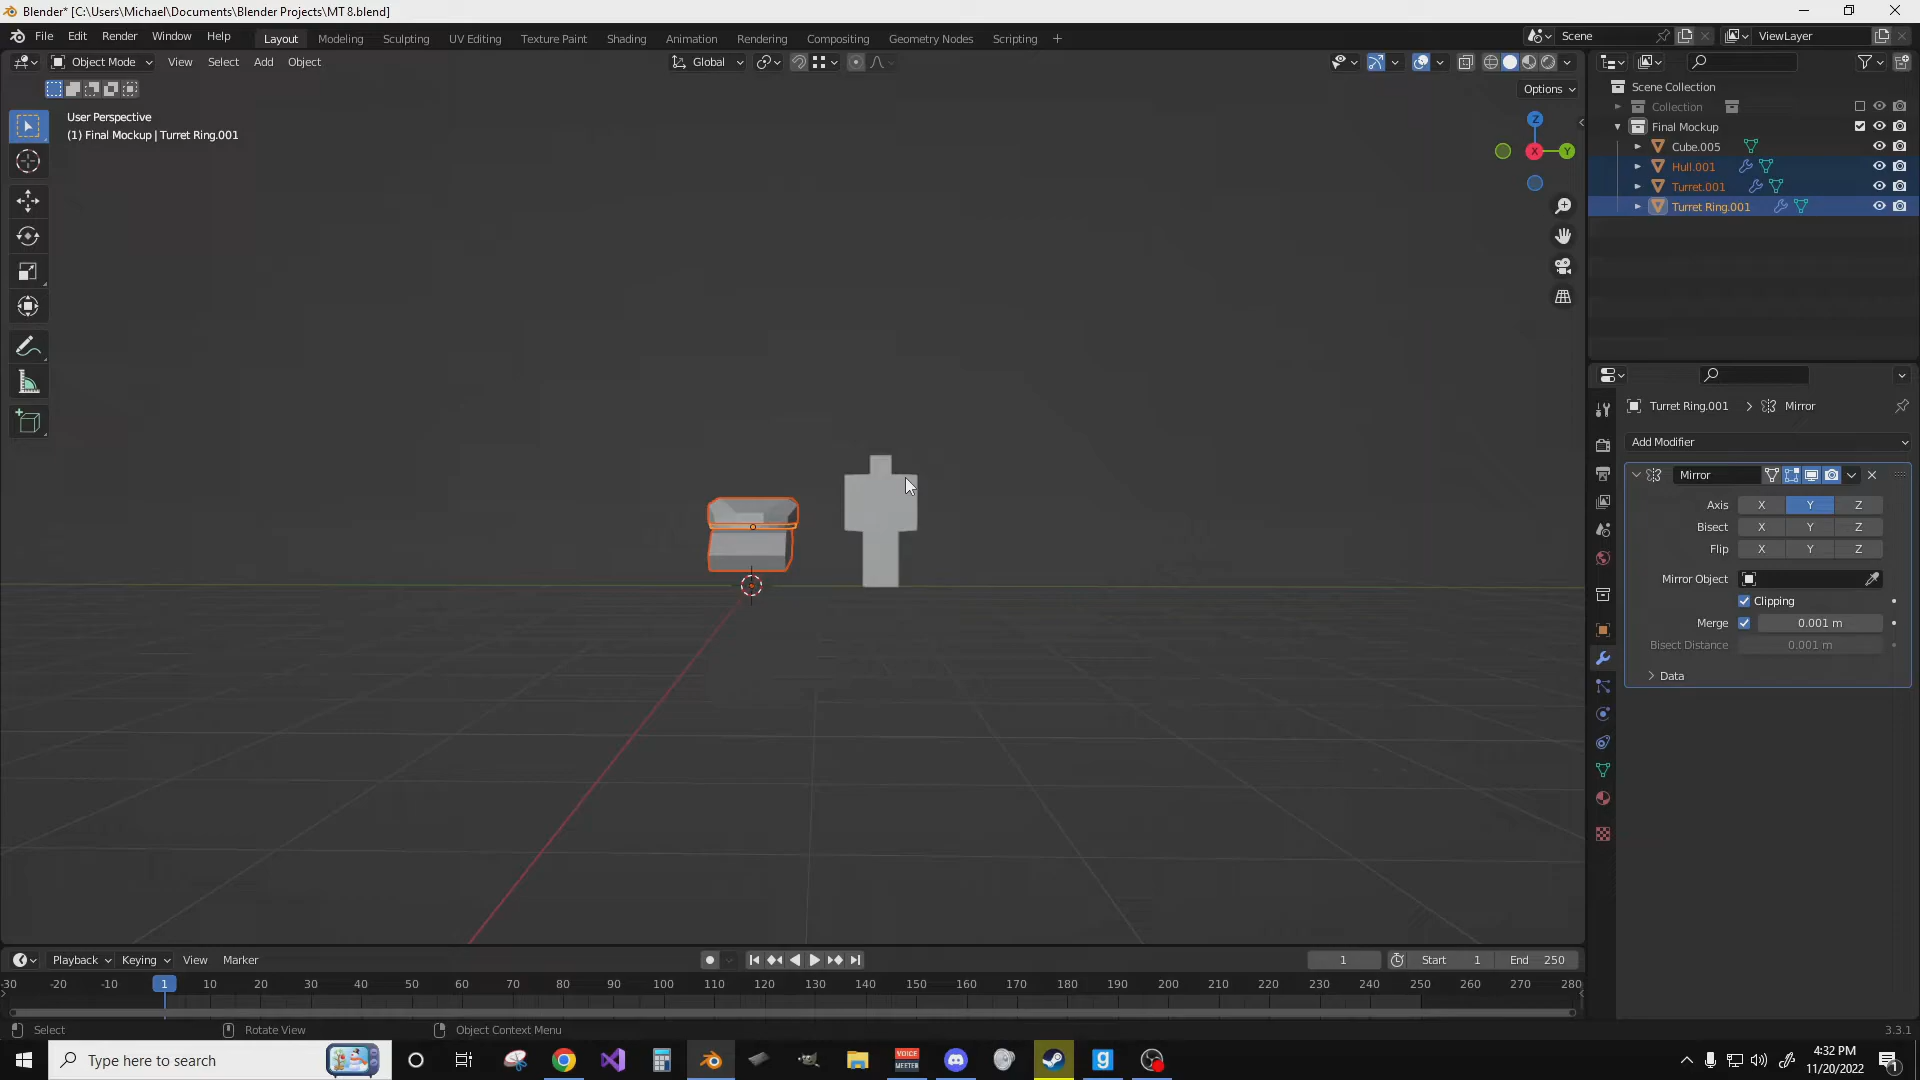 Blender* [C:\Users\Michael\Documents\Blender Projects\MT 8.blend]
File Edit Render Window Help
Layout Modeling Sculpting UV Editing Texture Paint Shading Animation Rendering Compositing Geometry Nodes Scripting +
Scene ViewLayer
Object Mode View Select Add Object
Global
Options
User Perspective
(1) Final Mockup | Turret Ring.001
Z
X
Y
Scene Collection
Collection
Final Mockup
Cube.005
Hull.001
Turret.001
Turret Ring.001
Turret Ring.001 > Mirror
Add Modifier
Mirror
Axis X Y Z
Bisect X Y Z
Flip X Y Z
Mirror Object
Clipping
Merge 0.001 m
Bisect Distance 0.001 m
Data
Playback Keying View Marker
1 Start 1 End 250
-30 -20 -10 1 10 20 30 40 50 60 70 80 90 100 110 120 130 140 150 160 170 180 190 200 210 220 230 240 250 260 270 280
Select Rotate View Object Context Menu
3.3.1
Type here to search
VOICE
MEETER
g
4:32 PM
11/20/2022
1